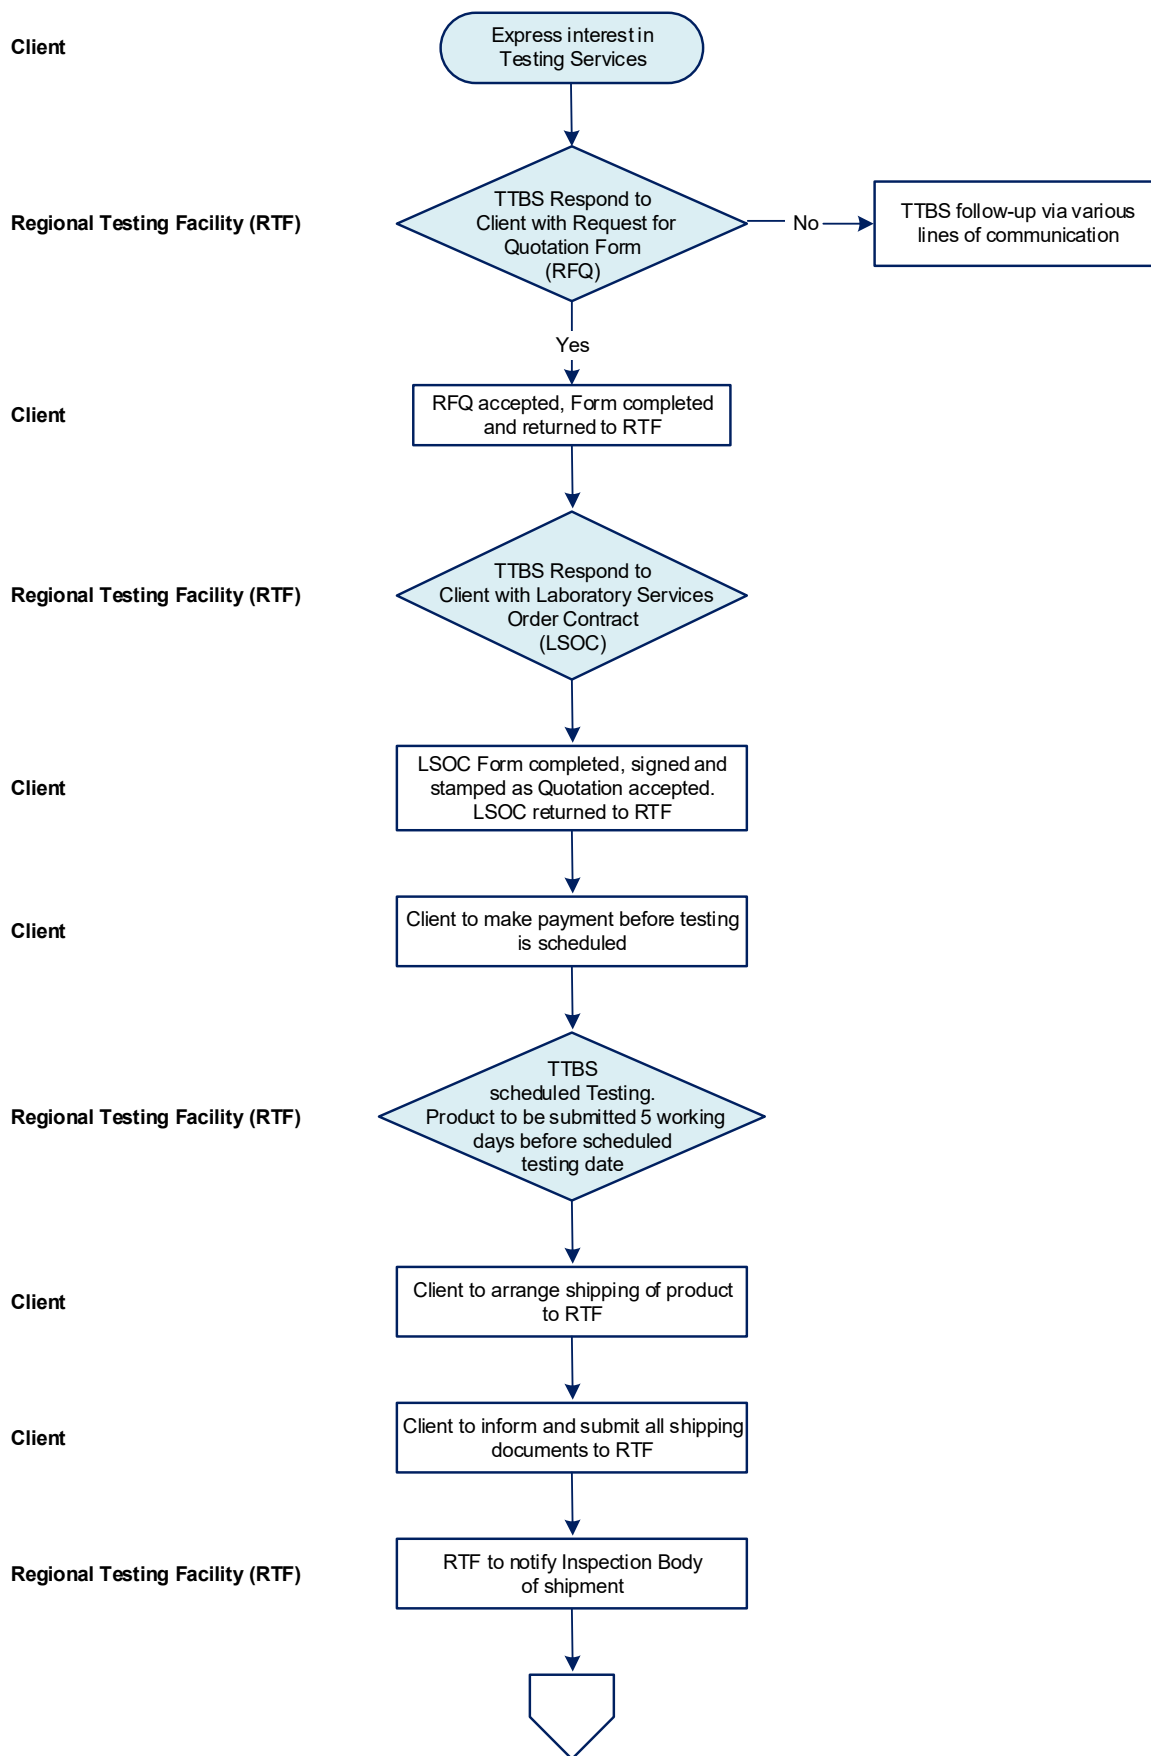 Client
Express interest in
Testing Services
Regional Testing Facility (RTF)
TTBS Respond to
Client with Request for
Quotation Form
(RFQ)
No
TTBS follow-up via various
lines of communication
Yes
Client
RFQ accepted, Form completed
and returned to RTF
Regional Testing Facility (RTF)
TTBS Respond to
Client with Laboratory Services
Order Contract
(LSOC)
Client
LSOC Form completed, signed and
stamped as Quotation accepted.
LSOC returned to RTF
Client
Client to make payment before testing
is scheduled
Regional Testing Facility (RTF)
TTBS
scheduled Testing.
Product to be submitted 5 working
days before scheduled
testing date
Client
Client to arrange shipping of product
to RTF
Client
Client to inform and submit all shipping
documents to RTF
Regional Testing Facility (RTF)
RTF to notify Inspection Body
of shipment